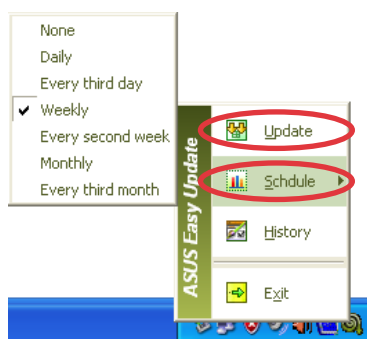 None
Daily
Every third day
Weekly
Every second week
Monthly
Every third month
ASUS Easy Update
Update
Schdule
History
Exit